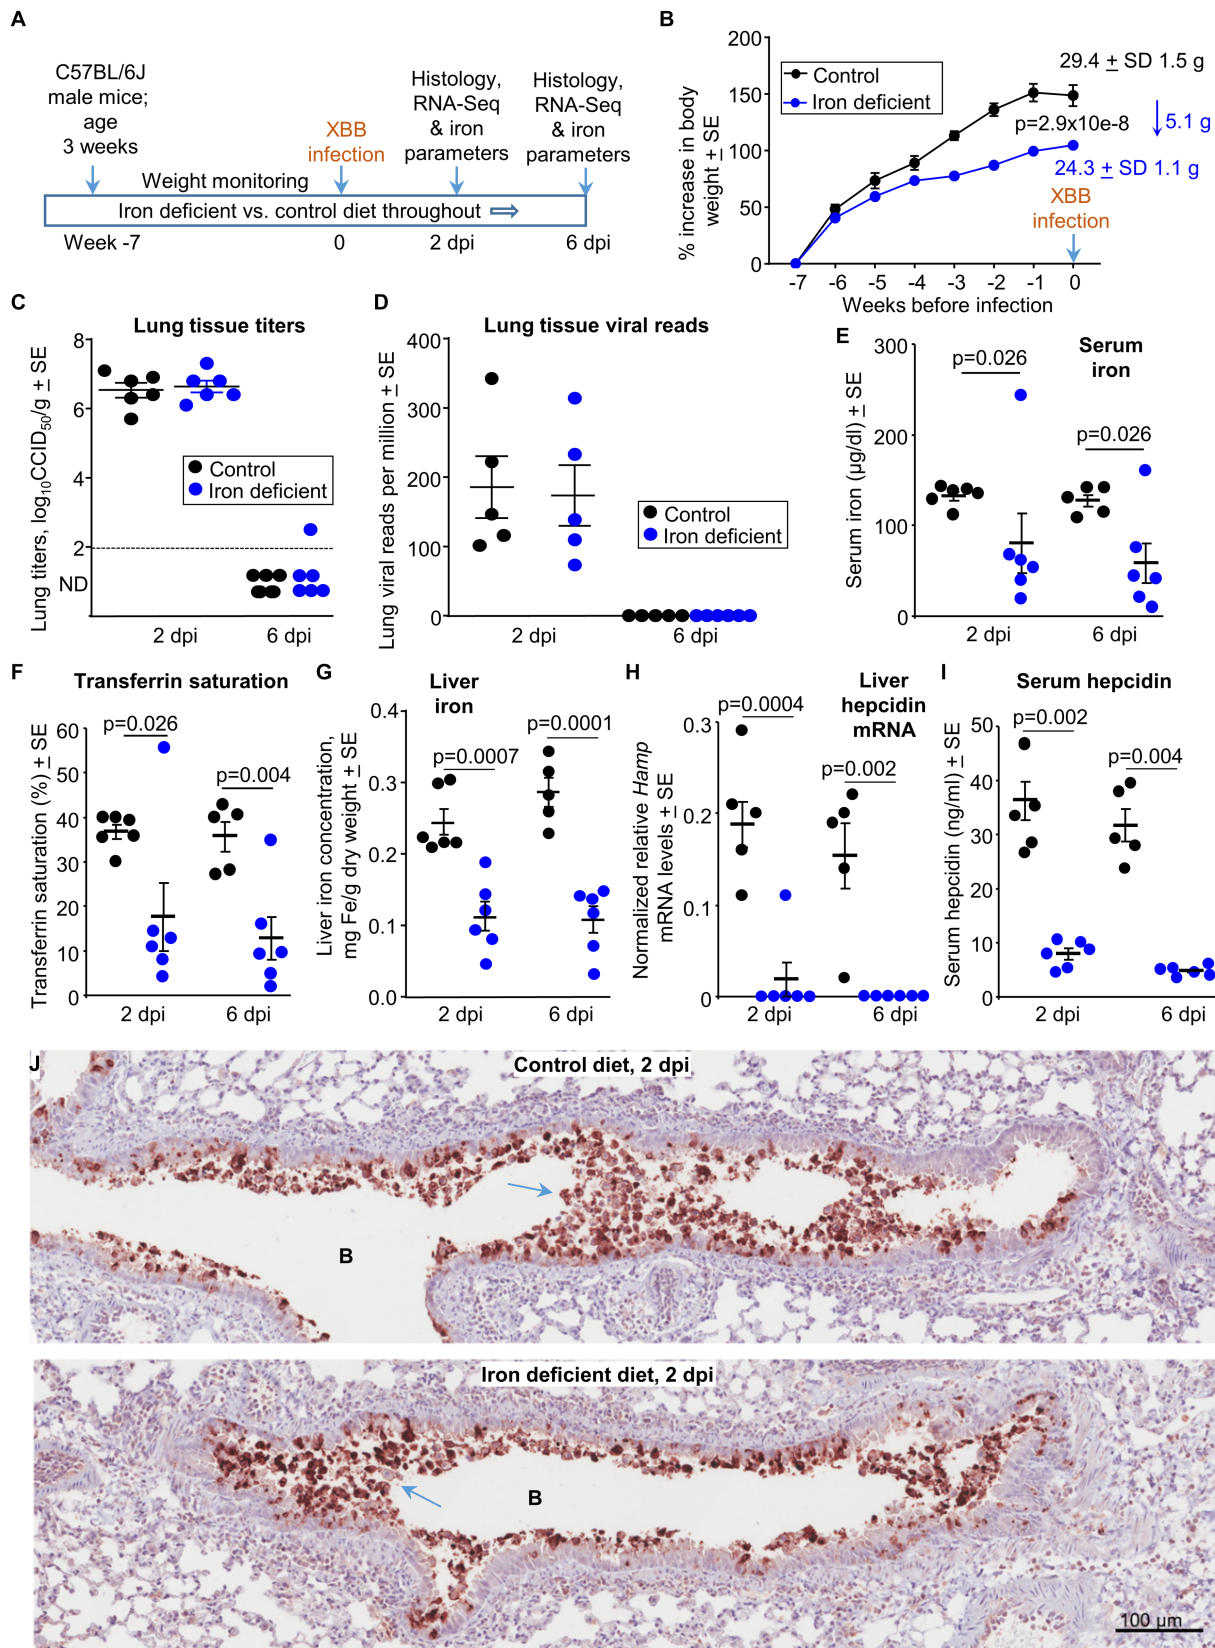 A
C57BL/6J
male mice;
age
3 weeks
XBB
infection
Histology,
RNA-Seq
& iron
parameters
Histology,
RNA-Seq
& iron
parameters
Weight monitoring
Iron deficient vs. control diet throughout
Week -7
0
2 dpi
6 dpi
B
% increase in body
weight ± SE
200
150
100
50
0
Control
Iron deficient
29.4 ± SD 1.5 g
p=2.9x10e-8
5.1 g
24.3 ± SD 1.1 g
XBB
infection
-7 -6 -5 -4 -3 -2 -1 0
Weeks before infection
C
Lung tissue titers
Lung titers, log10CCID50/g ± SE
8
6
4
2
ND
Control
Iron deficient
2 dpi
6 dpi
D
Lung tissue viral reads
Lung viral reads per million ± SE
400
300
200
100
0
Control
Iron deficient
2 dpi
6 dpi
E
Serum
iron
Serum iron (µg/dl) ± SE
300
200
100
0
p=0.026
p=0.026
2 dpi
6 dpi
F
Transferrin saturation
Transferrin saturation (%) ± SE
60
50
40
30
20
10
0
p=0.026
p=0.004
2 dpi
6 dpi
G
Liver
iron
Liver iron concentration,
mg Fe/g dry weight ± SE
0.4
0.3
0.2
0.1
0.0
p=0.0007
p=0.0001
2 dpi
6 dpi
H
Liver
hepcidin
mRNA
Normalized relative Hamp
mRNA levels ± SE
0.3
0.2
0.1
0
p=0.0004
p=0.002
2 dpi
6 dpi
I
Serum hepcidin
Serum hepcidin (ng/ml) ± SE
50
40
30
20
10
0
p=0.002
p=0.004
2 dpi
6 dpi
J
Control diet, 2 dpi
B
Iron deficient diet, 2 dpi
B
100 µm